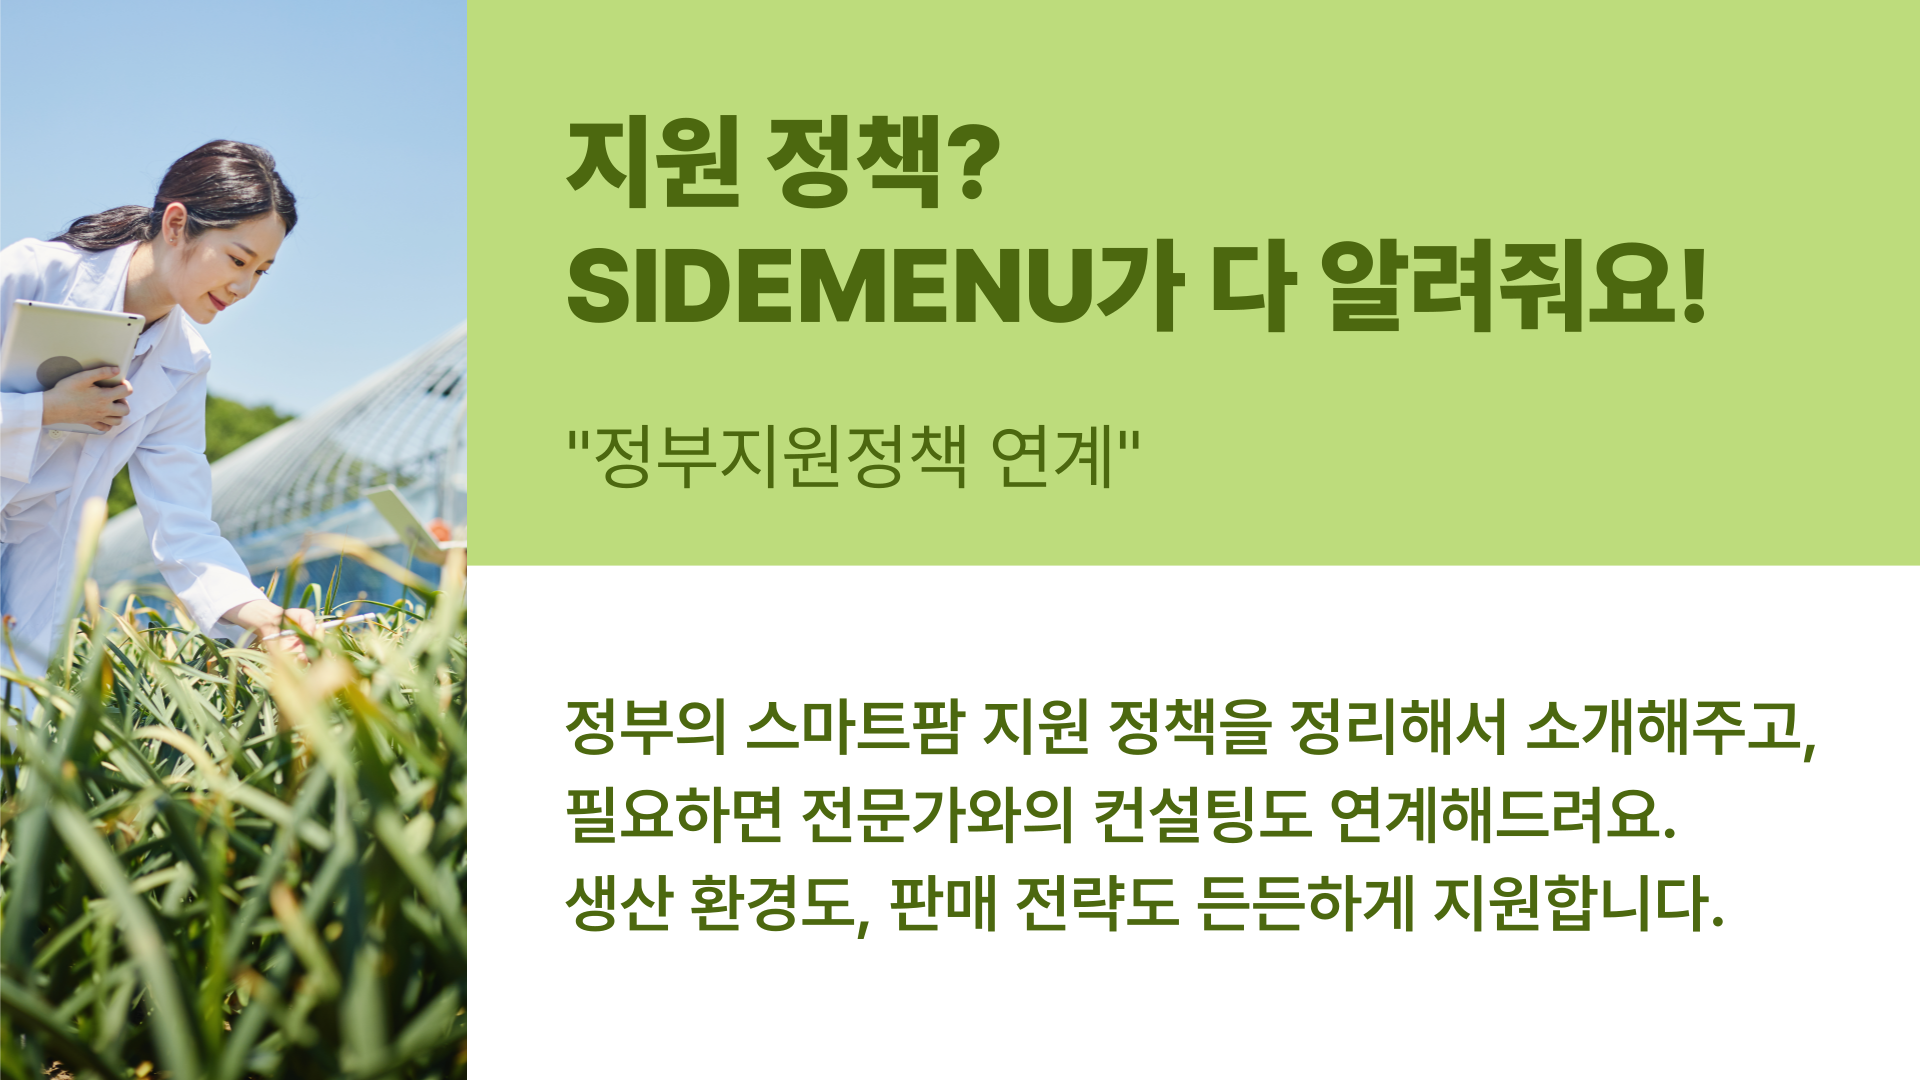 지원 정책?
SIDEMENU가 다 알려줘요!
"정부지원정책 연계"
정부의 스마트팜 지원 정책을 정리해서 소개해주고,
필요하면 전문가와의 컨설팅도 연계해드려요.
생산 환경도, 판매 전략도 든든하게 지원합니다.